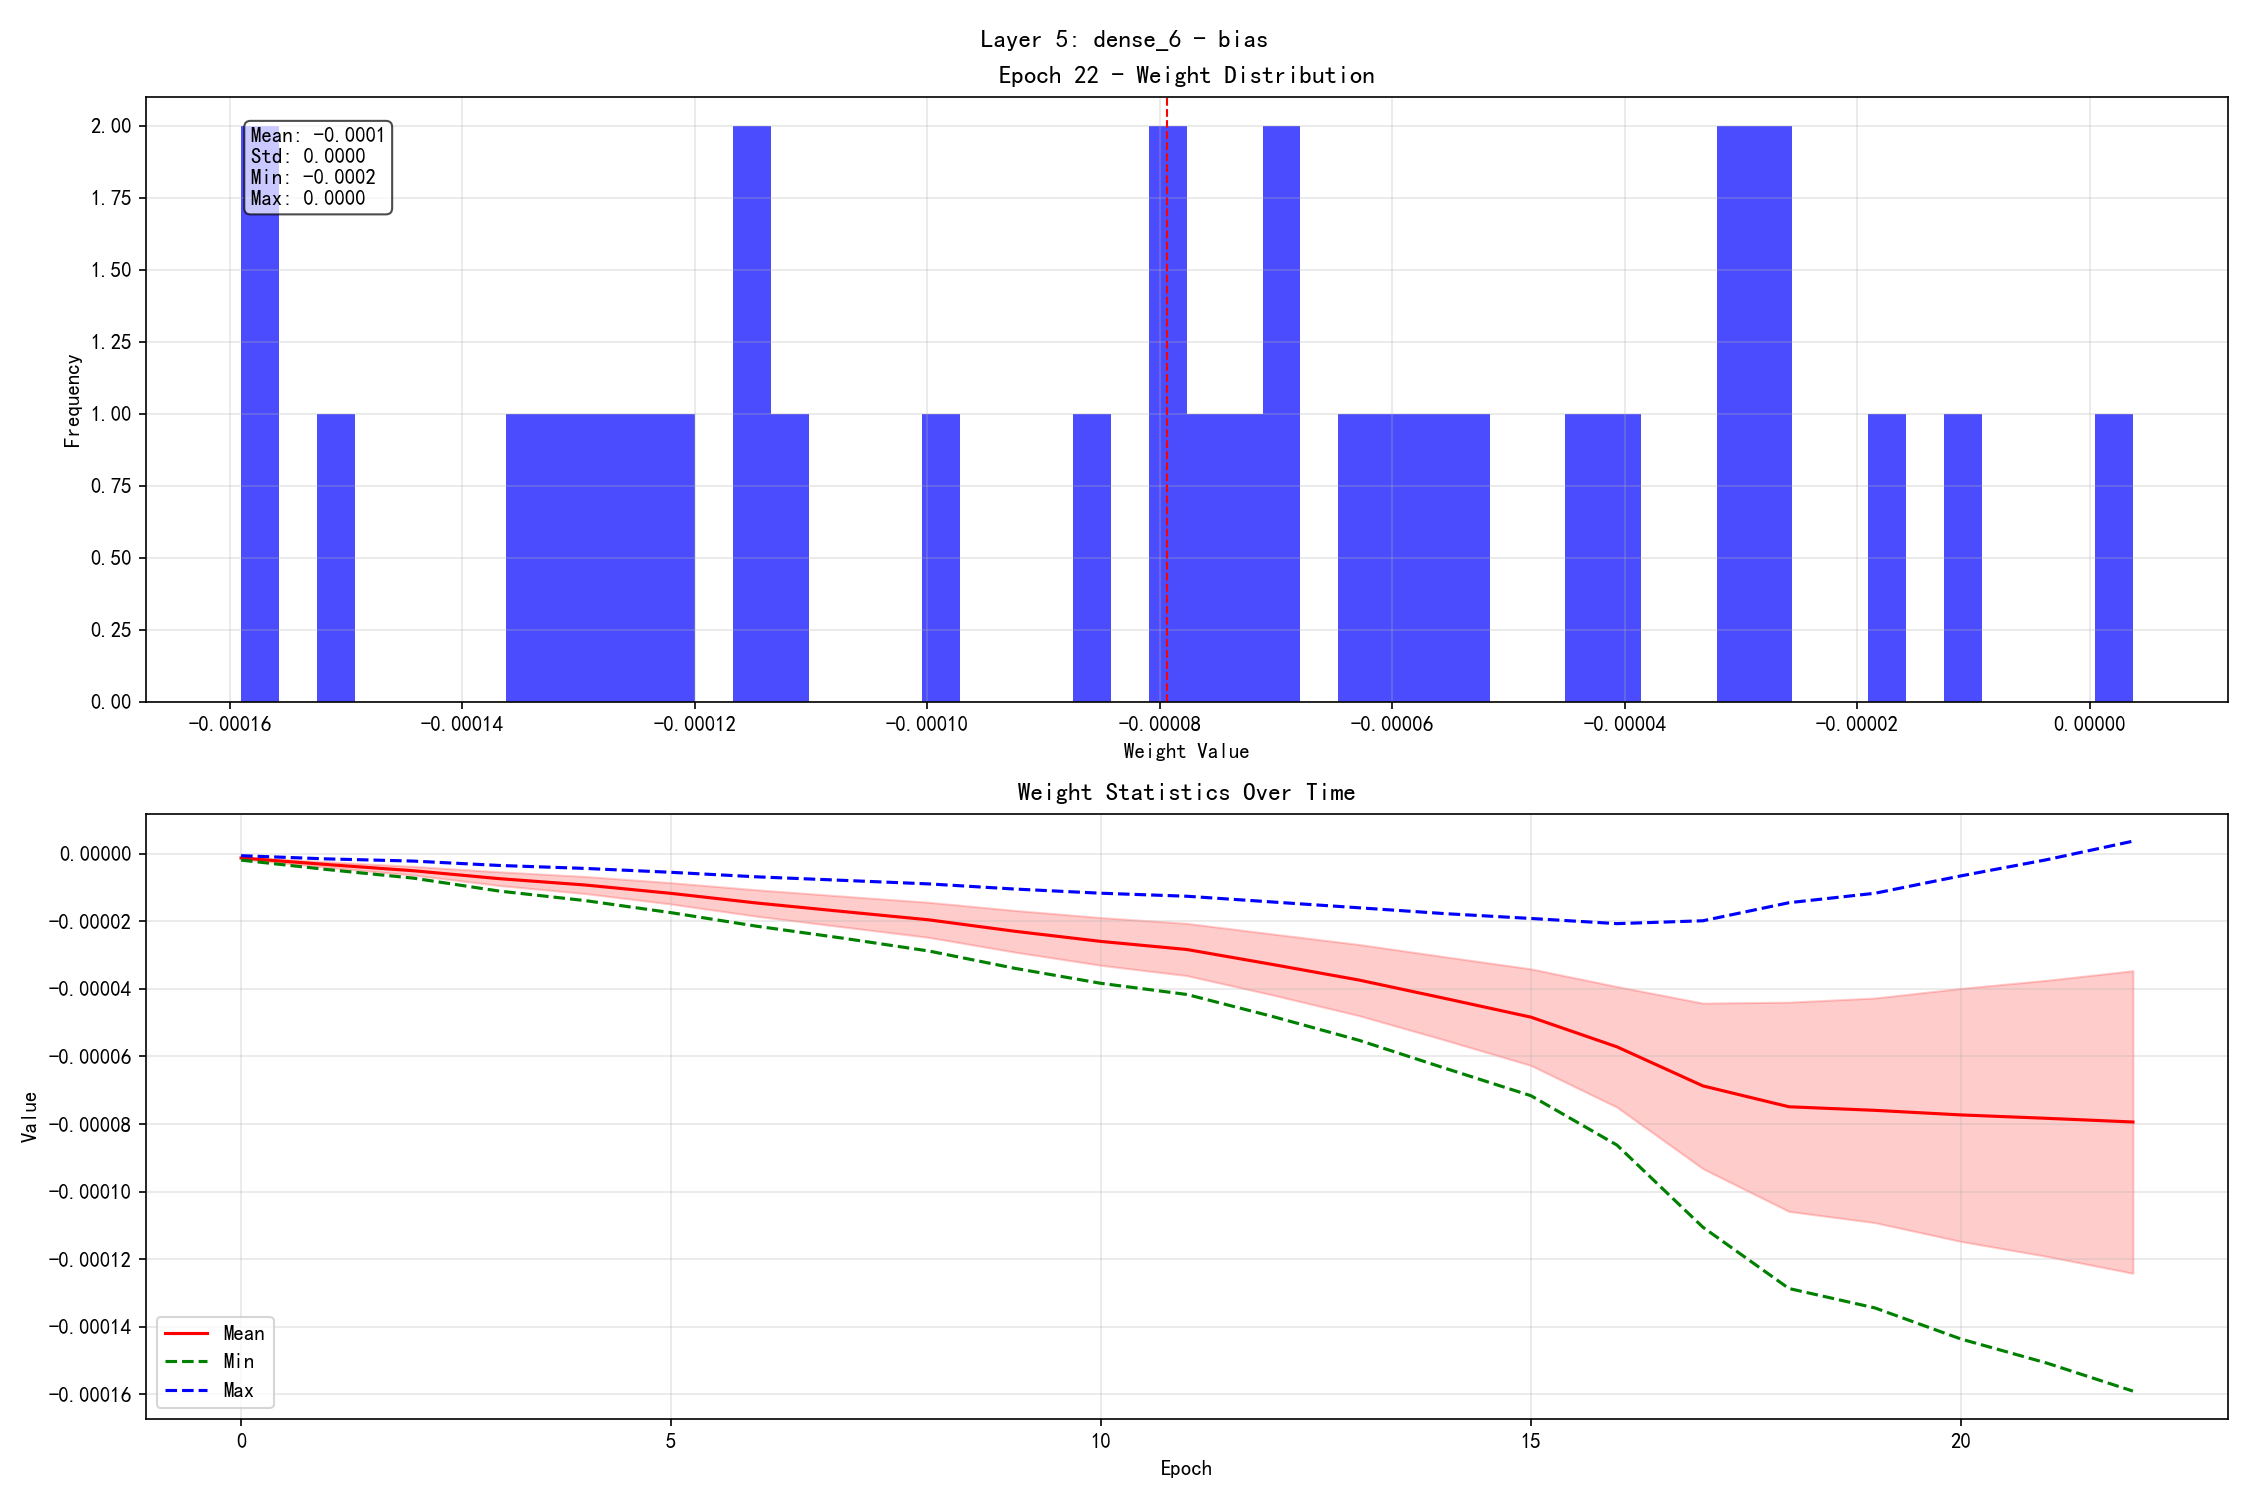 Layer 5: dense_6 - bias
Epoch 22 - Weight Distribution
Mean: -0.0001
Std: 0.0000
Min: -0.0002
Max: 0.0000
2.00
1.75
1.50
1.25
1.00
0.75
0.50
0.25
0.00
Frequency
-0.00016 -0.00014 -0.00012 -0.00010 -0.00008 -0.00006 -0.00004 -0.00002 0.00000
Weight Value
Weight Statistics Over Time
0.00000
-0.00002
-0.00004
-0.00006
-0.00008
-0.00010
-0.00012
-0.00014
-0.00016
Value
Mean
Min
Max
0 5 10 15 20
Epoch